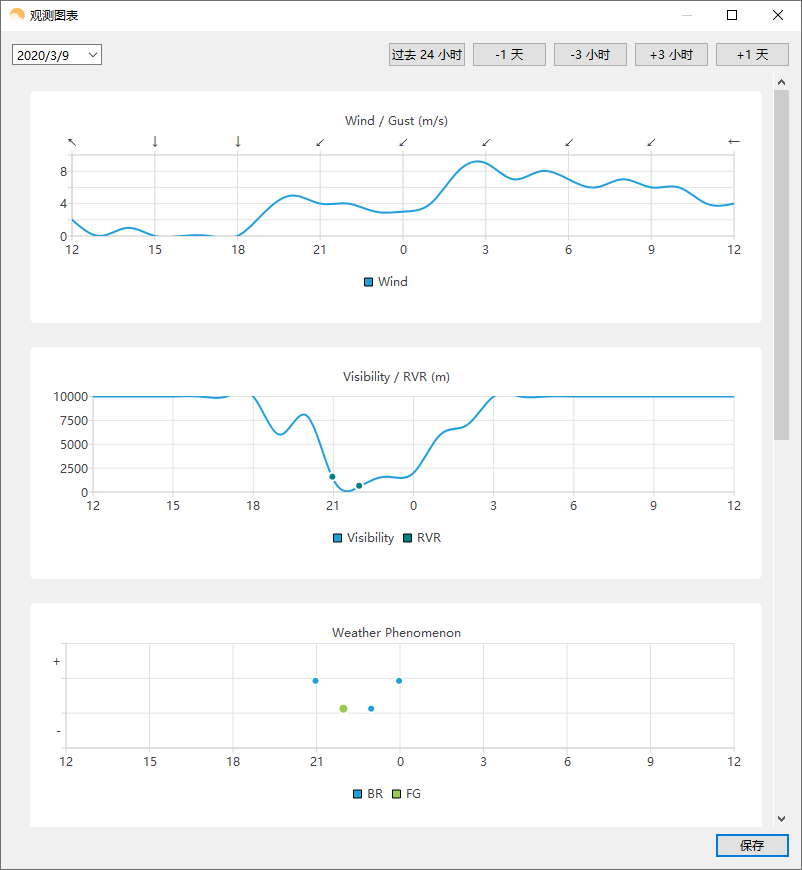 观测图表
2020/3/9 过去 24 小时 -1 天 -3 小时 +3 小时 +1 天
Wind / Gust (m/s)
↖ ↓ ↓ ↙ ↙ ↙ ↙ ↙ ←
8
4
0
12 15 18 21 0 3 6 9 12
Wind
Visibility / RVR (m)
10000
7500
5000
2500
0
12 15 18 21 0 3 6 9 12
Visibility RVR
Weather Phenomenon
+
-
12 15 18 21 0 3 6 9 12
BR FG
保存